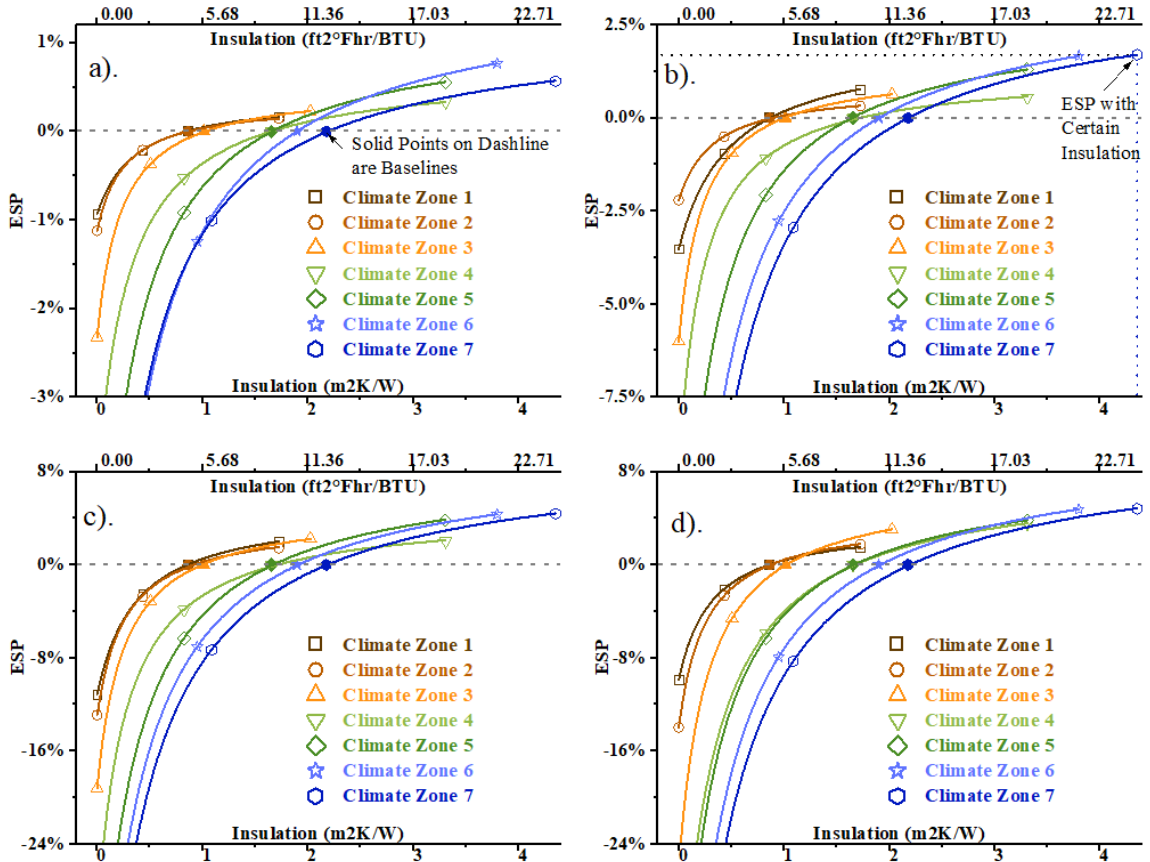 0.00 5.68 11.36 17.03 22.71
Insulation (ft2°Fhr/BTU)
a).
1%
0%
-1%
-2%
-3%
ESP
Solid Points on Dashline
are Baselines
Climate Zone 1
Climate Zone 2
Climate Zone 3
Climate Zone 4
Climate Zone 5
Climate Zone 6
Climate Zone 7
Insulation (m2K/W)
0 1 2 3 4
0.00 5.68 11.36 17.03 22.71
Insulation (ft2°Fhr/BTU)
b).
2.5%
0.0%
-2.5%
-5.0%
-7.5%
ESP
ESP with
Certain
Insulation
Climate Zone 1
Climate Zone 2
Climate Zone 3
Climate Zone 4
Climate Zone 5
Climate Zone 6
Climate Zone 7
Insulation (m2K/W)
0 1 2 3 4
0.00 5.68 11.36 17.03 22.71
Insulation (ft2°Fhr/BTU)
c).
8%
0%
-8%
-16%
-24%
ESP
Climate Zone 1
Climate Zone 2
Climate Zone 3
Climate Zone 4
Climate Zone 5
Climate Zone 6
Climate Zone 7
Insulation (m2K/W)
0 1 2 3 4
0.00 5.68 11.36 17.03 22.71
Insulation (ft2°Fhr/BTU)
d).
8%
0%
-8%
-16%
-24%
ESP
Climate Zone 1
Climate Zone 2
Climate Zone 3
Climate Zone 4
Climate Zone 5
Climate Zone 6
Climate Zone 7
Insulation (m2K/W)
0 1 2 3 4